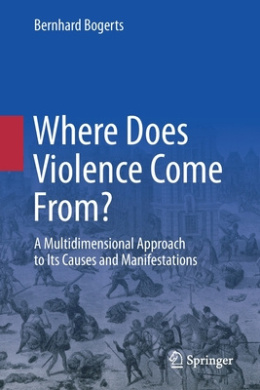 Bernhard Bogerts
Where Does
Violence Come
From?
A Multidimensional Approach
to Its Causes and Manifestations
Springer